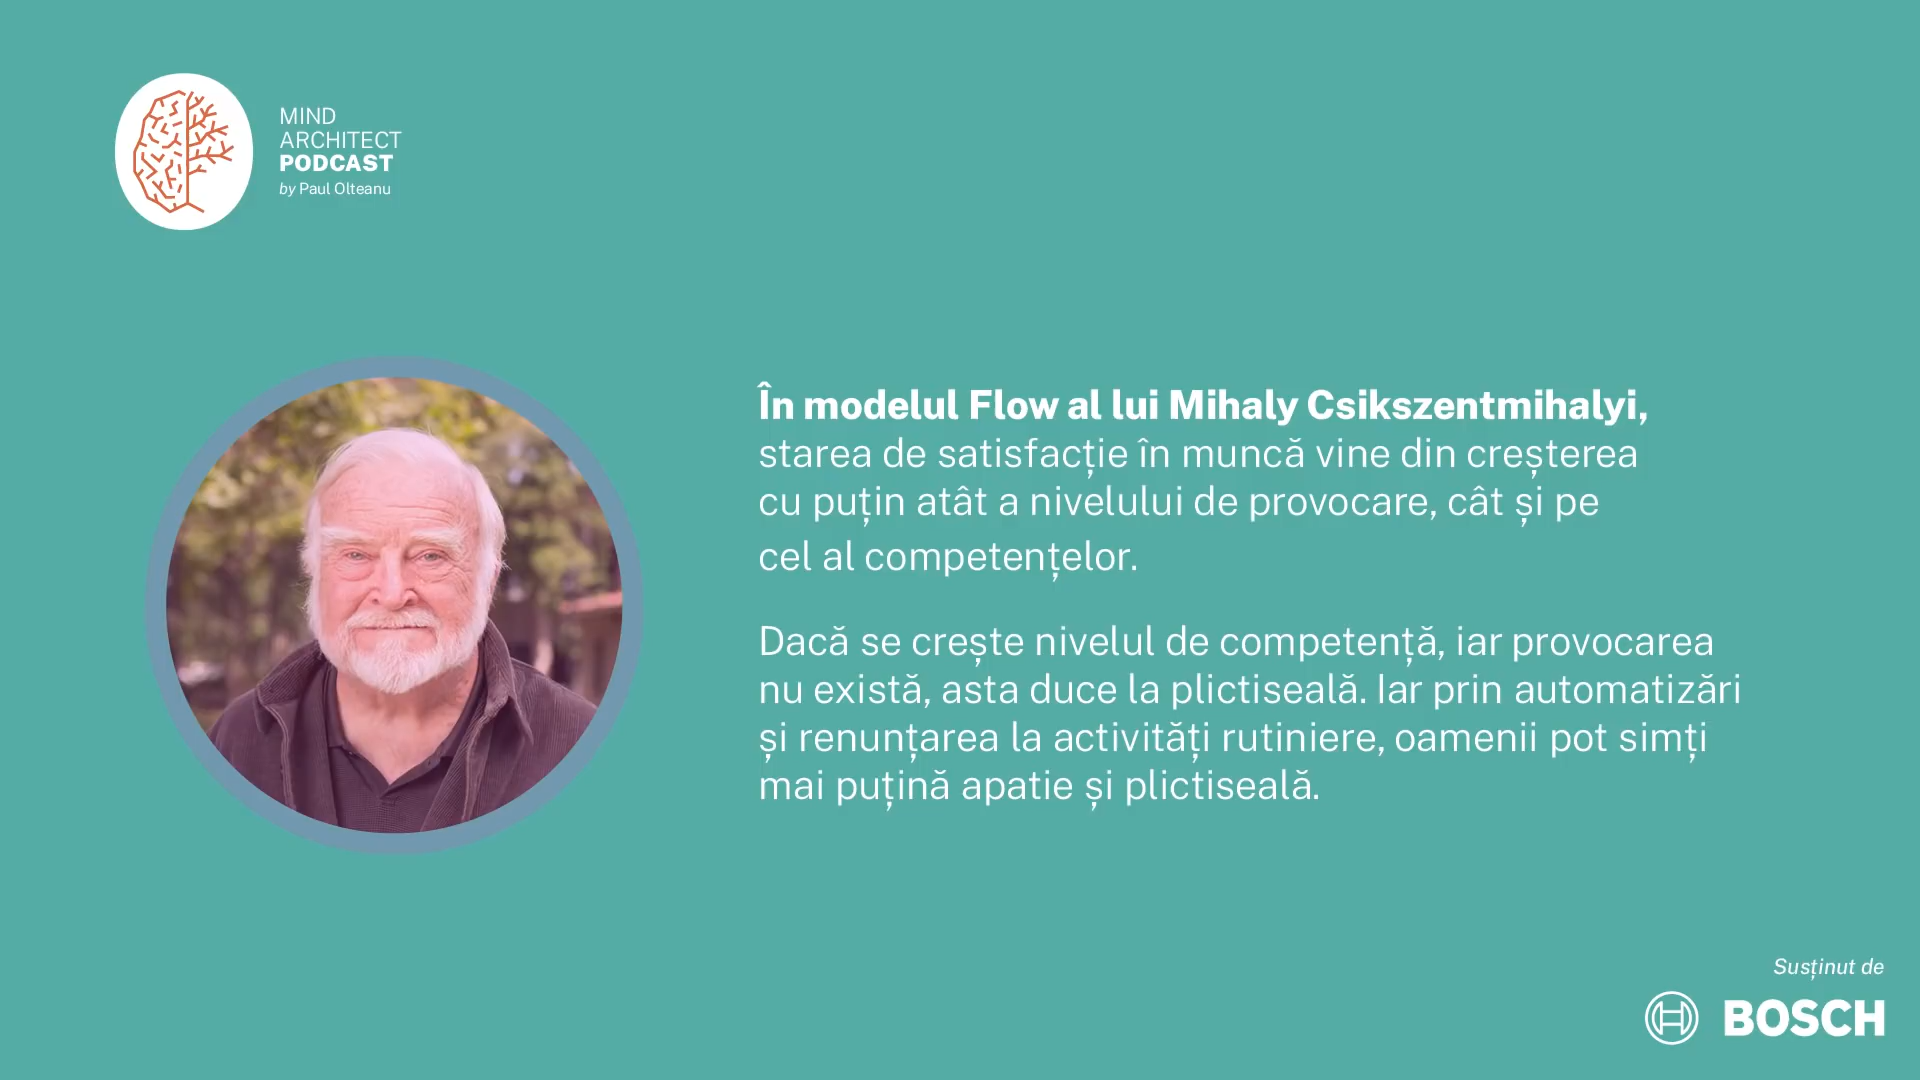 MIND
ARCHITECT
PODCAST
by Paul Olteanu
În modelul Flow al lui Mihaly Csikszentmihalyi,
starea de satisfacție în muncă vine din creșterea
cu puțin atât a nivelului de provocare, cât și pe
cel al competențelor.
Dacă se crește nivelul de competență, iar provocarea
nu există, asta duce la plictiseală. Iar prin automatizări
și renunțarea la activități rutiniere, oamenii pot simți
mai puțină apatie și plictiseală.
Susținut de
BOSCH